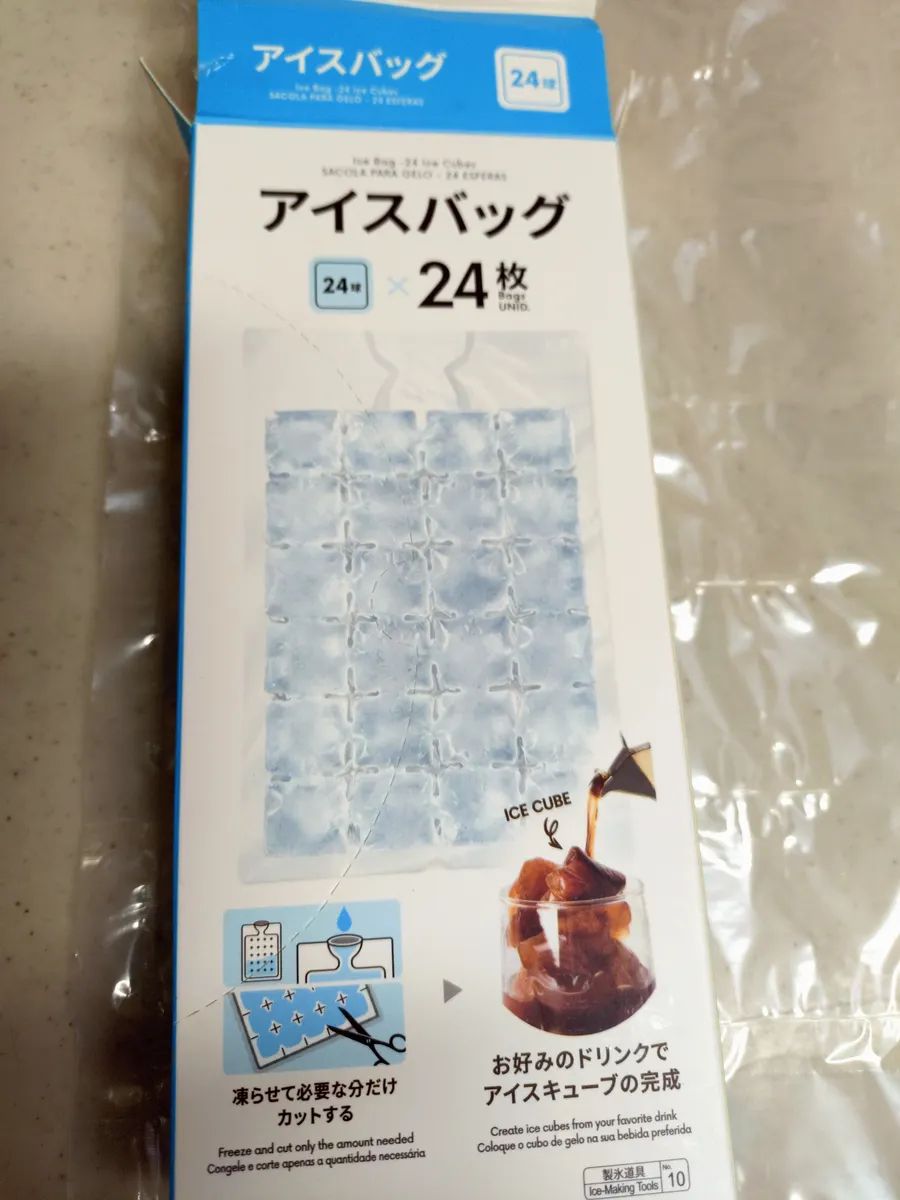 アイスバッグ
24球
Ice Bag -24 Ice Cubes
SACOLA PARA GELO - 24 ESFERAS
Ice Bag -24 Ice Cubes
SACOLA PARA GELO - 24 ESFERAS
アイスバッグ
24球 × 24枚
Bags
UNID.
ICE CUBE
凍らせて必要な分だけ
カットする
Freeze and cut only the amount needed
Congele e corte apenas a quantidade necessária
お好みのドリンクで
アイスキューブの完成
Create ice cubes from your favorite drink
Coloque o cubo de gelo na sua bebida preferida
製氷道具
Ice-Making Tools
No.
10